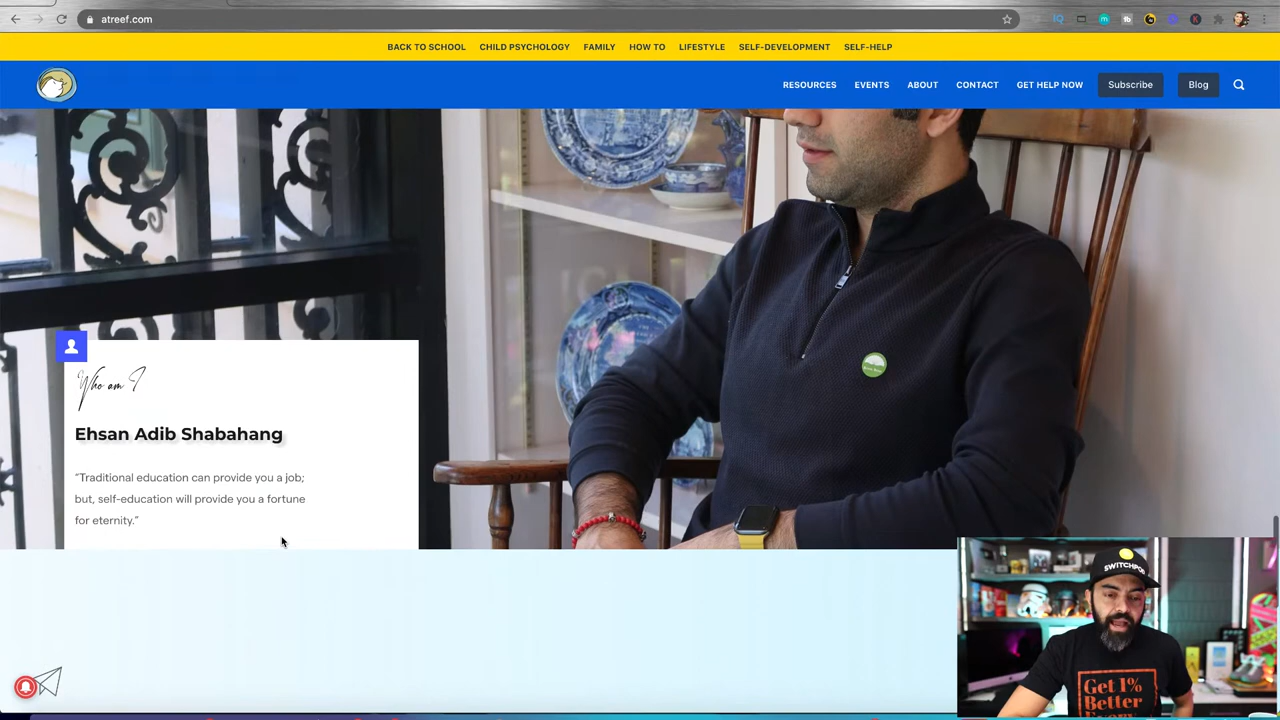 atreef.com
BACK TO SCHOOL CHILD PSYCHOLOGY FAMILY HOW TO LIFESTYLE SELF-DEVELOPMENT SELF-HELP
RESOURCES EVENTS ABOUT CONTACT GET HELP NOW Subscribe Blog
Who am I
Ehsan Adib Shabahang
“Traditional education can provide you a job;
but, self-education will provide you a fortune
for eternity.”
SWITCHPOD
Get 1%
Better